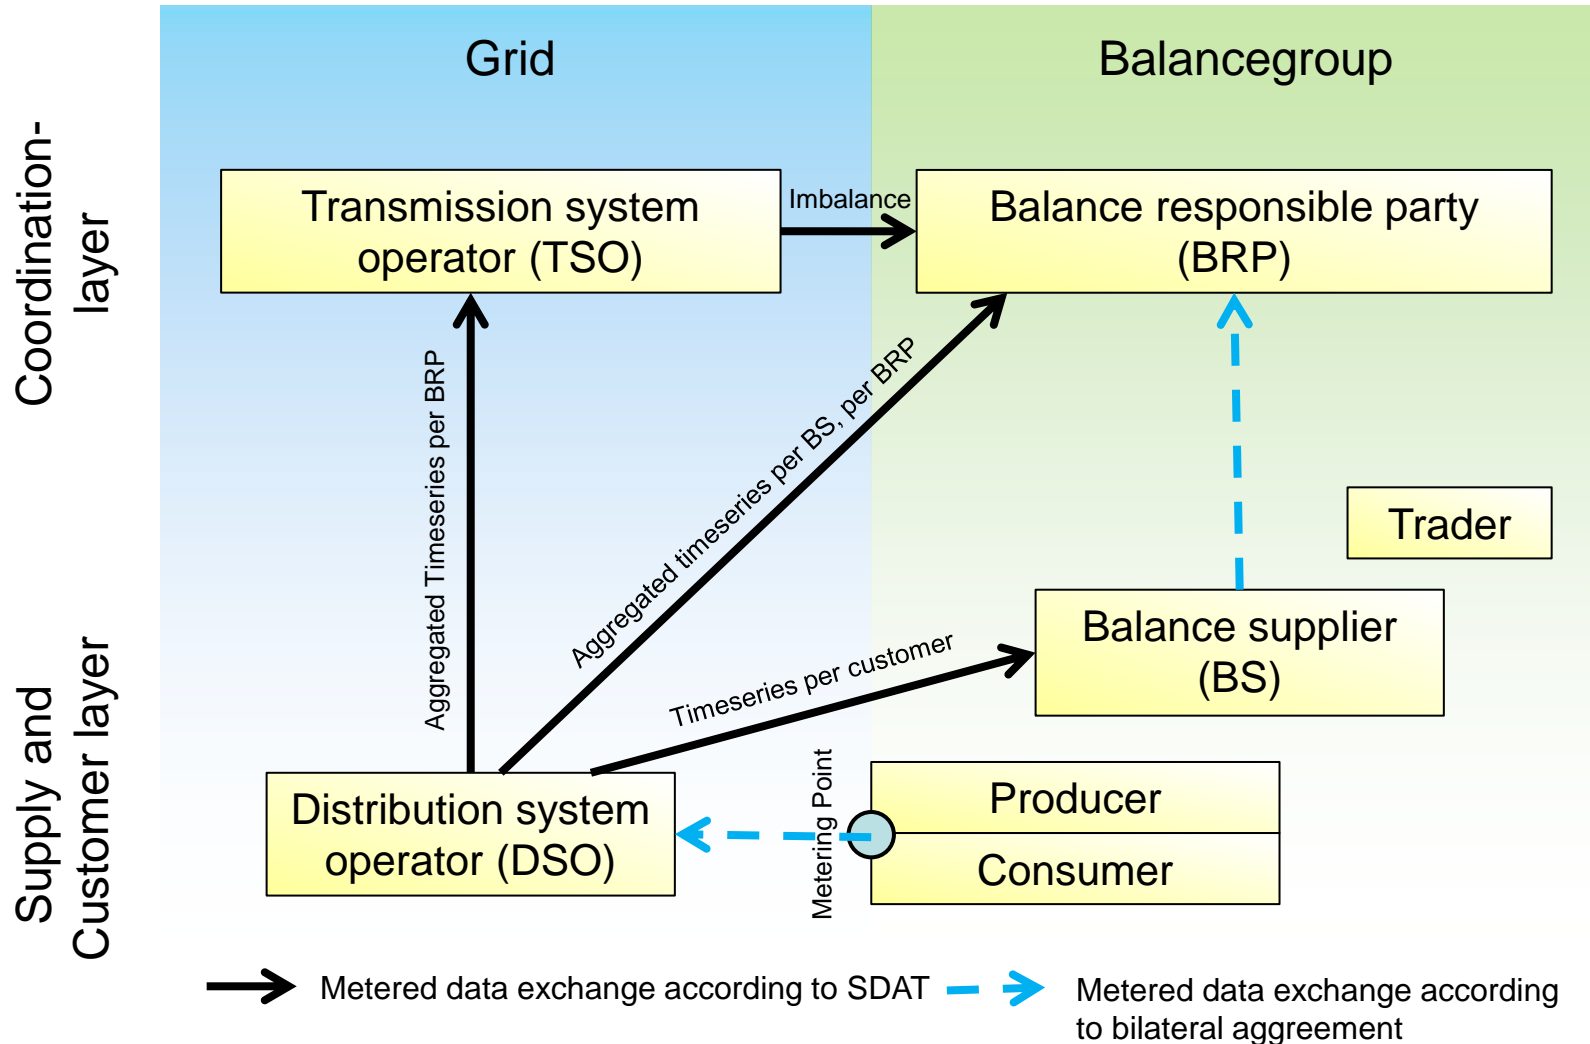 Grid
Balancegroup
Coordination-
layer
Transmission system
operator (TSO)
Imbalance
Balance responsible party
(BRP)
Aggregated Timeseries per BRP
Aggregated timeseries per BS, per BRP
Trader
Timeseries per customer
Balance supplier
(BS)
Supply and
Customer layer
Distribution system
operator (DSO)
Metering Point
Producer
Consumer
Metered data exchange according to SDAT
Metered data exchange according
to bilateral aggreement